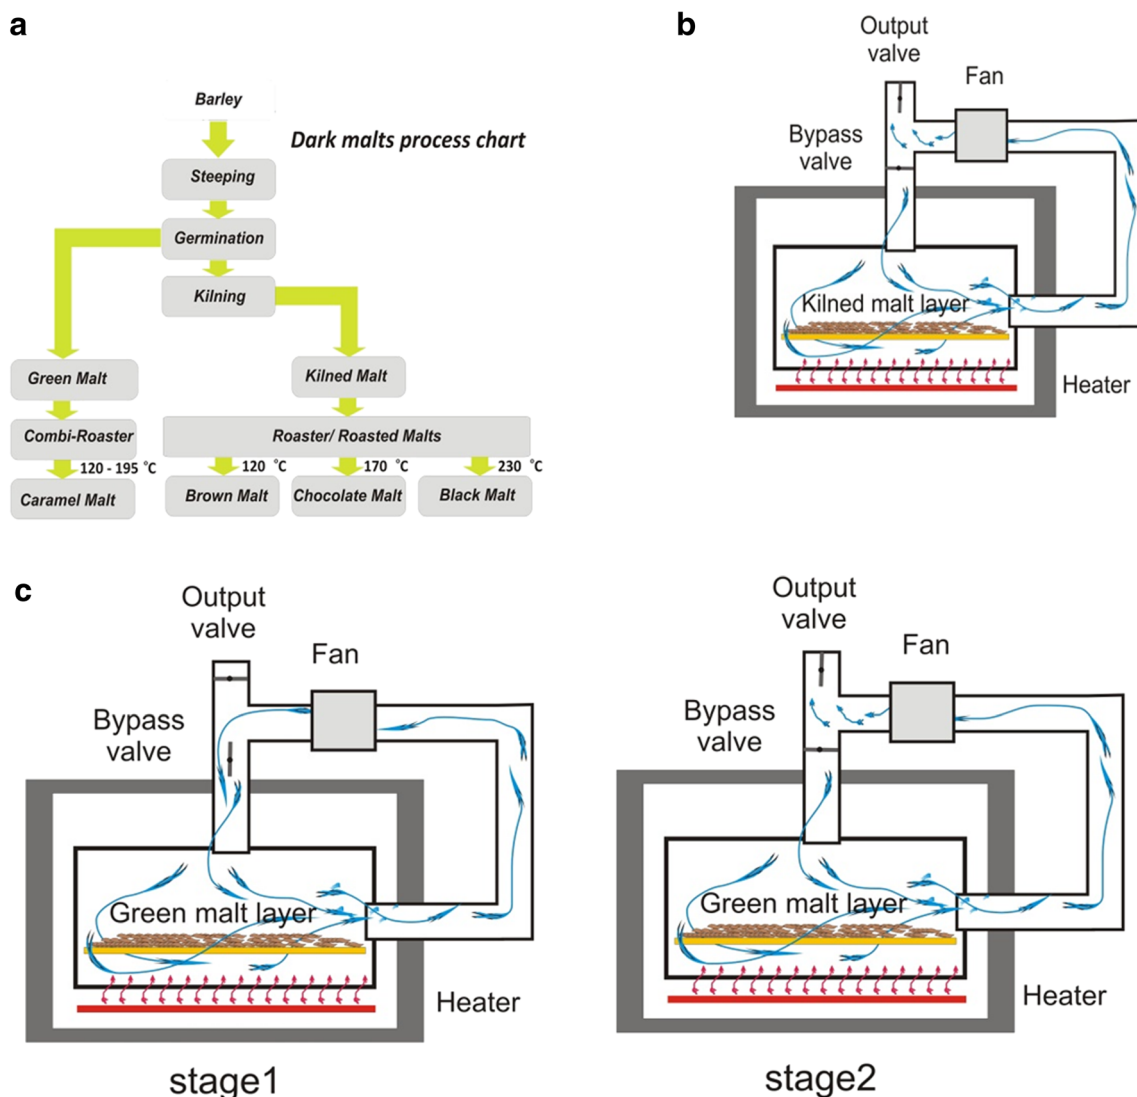 a
Barley
Dark malts process chart
Steeping
Germination
Kilning
Green Malt
Kilned Malt
Combi-Roaster
Roaster/ Roasted Malts
120 - 195 °C
120 °C
170 °C
230 °C
Caramel Malt
Brown Malt
Chocolate Malt
Black Malt
b
Output
valve
Fan
Bypass
valve
Kilned malt layer
Heater
c
Output
valve
Fan
Bypass
valve
Green malt layer
Heater
stage1
Output
valve
Fan
Bypass
valve
Green malt layer
Heater
stage2